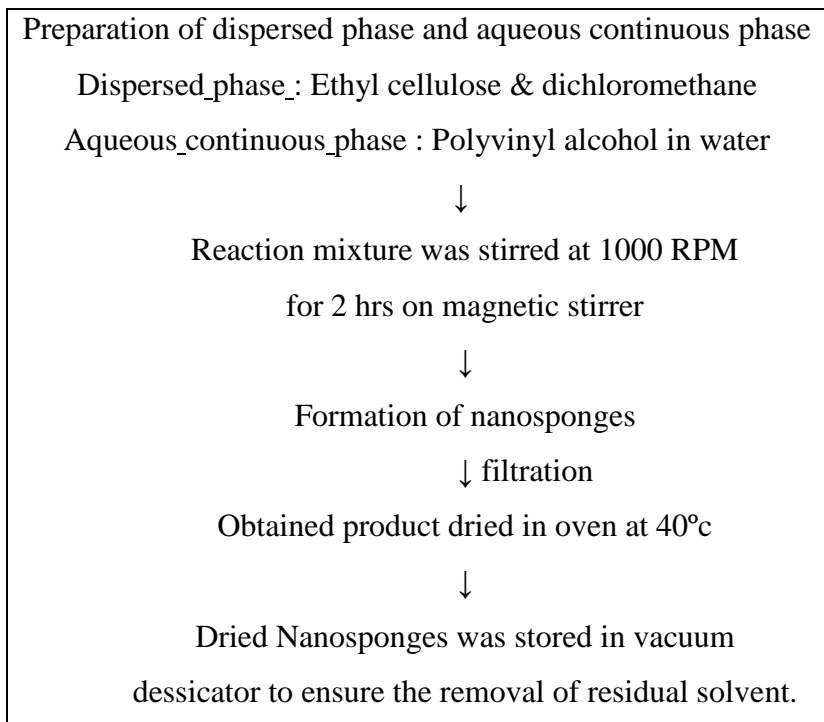 Preparation of dispersed phase and aqueous continuous phase
Dispersed phase : Ethyl cellulose & dichloromethane
Aqueous continuous phase : Polyvinyl alcohol in water
↓
Reaction mixture was stirred at 1000 RPM
for 2 hrs on magnetic stirrer
↓
Formation of nanosponges
↓ filtration
Obtained product dried in oven at 40ºc
↓
Dried Nanosponges was stored in vacuum
dessicator to ensure the removal of residual solvent.